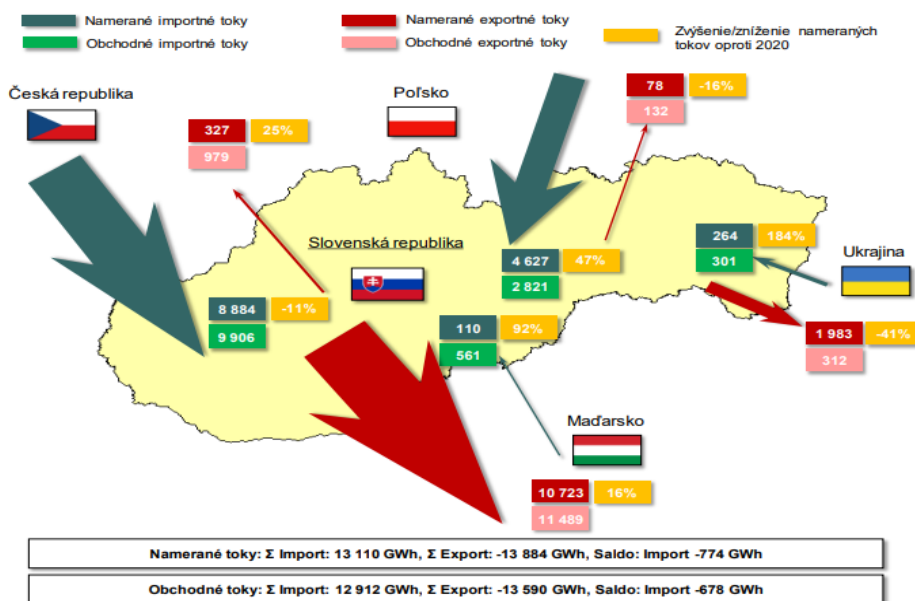 Namerané importné toky
Obchodné importné toky
Namerané exportné toky
Obchodné exportné toky
Zvýšenie/zníženie nameraných
tokov oproti 2020
Česká republika
Poľsko
327 25%
979
78 -16%
132
Slovenská republika
4 627 47%
2 821
264 184%
301
Ukrajina
8 884 -11%
9 906
110 92%
561
1 983 -41%
312
Maďarsko
10 723 16%
11 489
Namerané toky: Σ Import: 13 110 GWh, Σ Export: -13 884 GWh, Saldo: Import -774 GWh
Obchodné toky: Σ Import: 12 912 GWh, Σ Export: -13 590 GWh, Saldo: Import -678 GWh